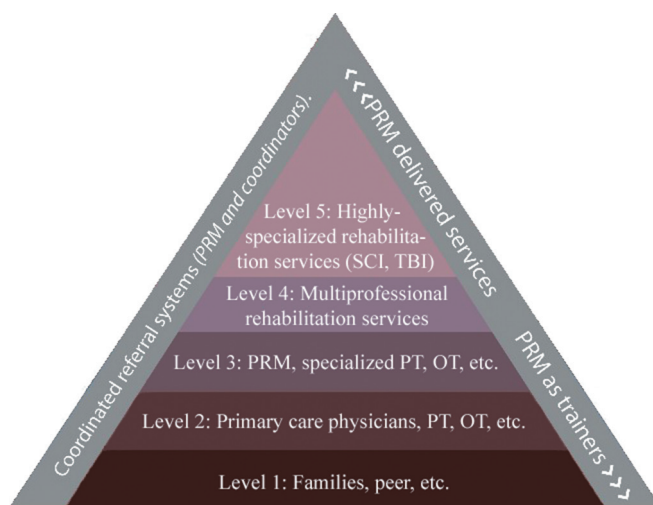 Coordinated referral systems (PRM and coordinators).
‹‹‹PRM delivered services
PRM as trainers›››
Level 5: Highly-
specialized rehabilita-
tion services (SCI, TBI)
Level 4: Multiprofessional
rehabilitation services
Level 3: PRM, specialized PT, OT, etc.
Level 2: Primary care physicians, PT, OT, etc.
Level 1: Families, peer, etc.